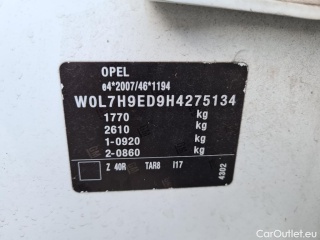 OPEL
e4*2007/46*1194
W0L7H9ED9H4275134
1770 kg
2610 kg
1-0920 kg
2-0860 kg
Z 40R TAR8 I17
4302
© CarOutlet.eu